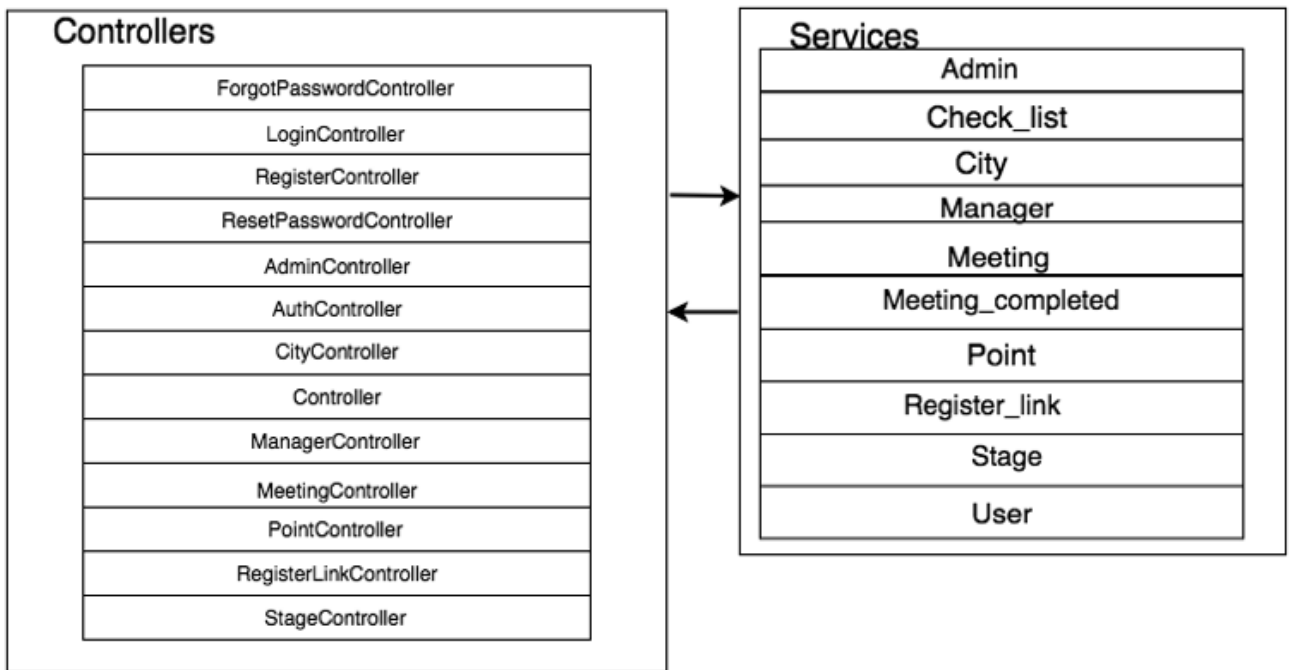 Controllers
ForgotPasswordController
LoginController
RegisterController
ResetPasswordController
AdminController
AuthController
CityController
Controller
ManagerController
MeetingController
PointController
RegisterLinkController
StageController
Services
Admin
Check_list
City
Manager
Meeting
Meeting_completed
Point
Register_link
Stage
User